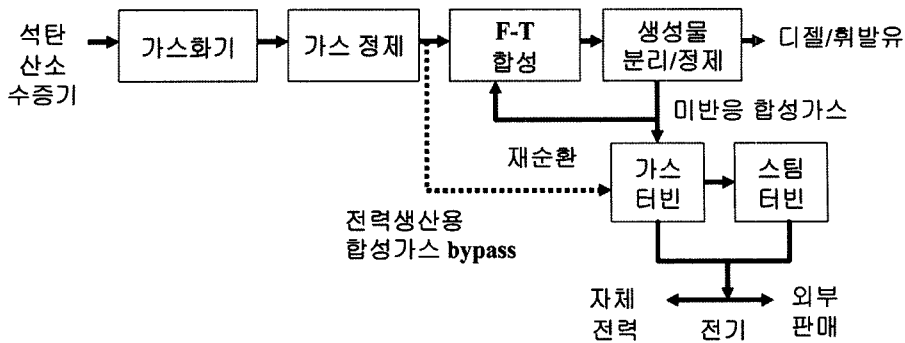 석탄
산소
수증기
가스화기
가스 정제
F-T
합성
생성물
분리/정제
디젤/휘발유
미반응 합성가스
재순환
가스
터빈
스팀
터빈
전력생산용
합성가스 bypass
자체
전력
전기
외부
판매